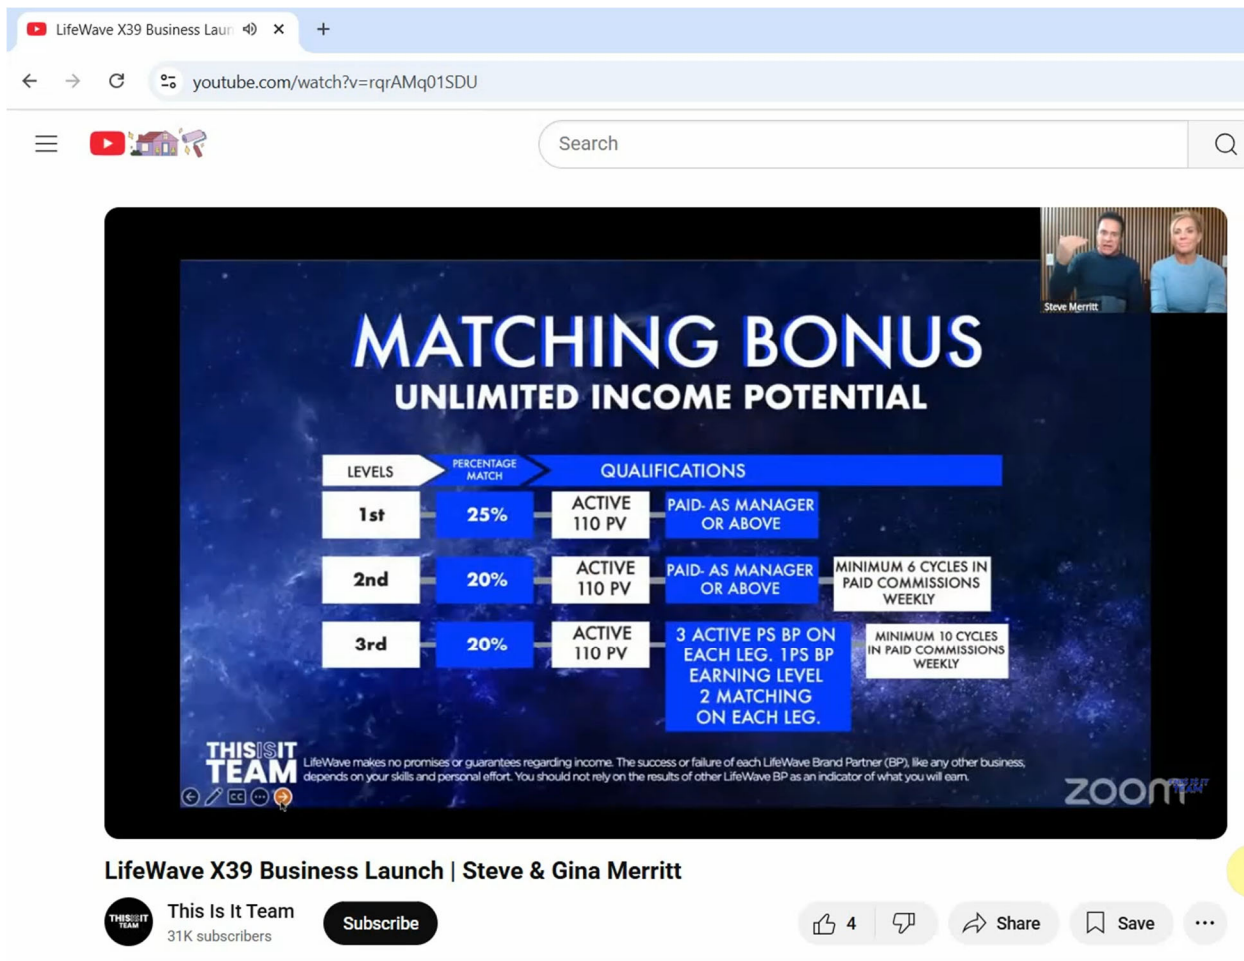 LifeWave X39 Business Laun
youtube.com/watch?v=rqrAMq01SDU
Search
Steve Merritt
MATCHING BONUS
UNLIMITED INCOME POTENTIAL
LEVELS
PERCENTAGE
MATCH
QUALIFICATIONS
1st
25%
ACTIVE
110 PV
PAID- AS MANAGER
OR ABOVE
2nd
20%
ACTIVE
110 PV
PAID- AS MANAGER
OR ABOVE
MINIMUM 6 CYCLES IN
PAID COMMISSIONS
WEEKLY
3rd
20%
ACTIVE
110 PV
3 ACTIVE PS BP ON
EACH LEG. 1PS BP
EARNING LEVEL
2 MATCHING
ON EACH LEG.
MINIMUM 10 CYCLES
IN PAID COMMISSIONS
WEEKLY
THISISIT
TEAM
LifeWave makes no promises or guarantees regarding income. The success or failure of each LifeWave Brand Partner (BP), like any other business,
depends on your skills and personal effort. You should not rely on the results of other LifeWave BP as an indicator of what you will earn.
CC
zoom
THIS IS IT
TEAM
LifeWave X39 Business Launch | Steve & Gina Merritt
THISISIT
TEAM
This Is It Team
31K subscribers
Subscribe
4
Share
Save